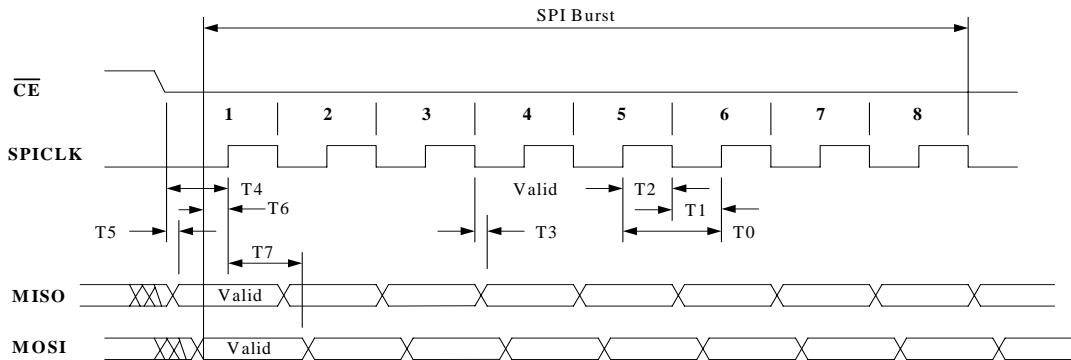 SPI Burst
CE
1 2 3 4 5 6 7 8
SPICLK
T4 Valid T2
T6 T1
T5 T3 T0
T7
MISO Valid
MOSI Valid